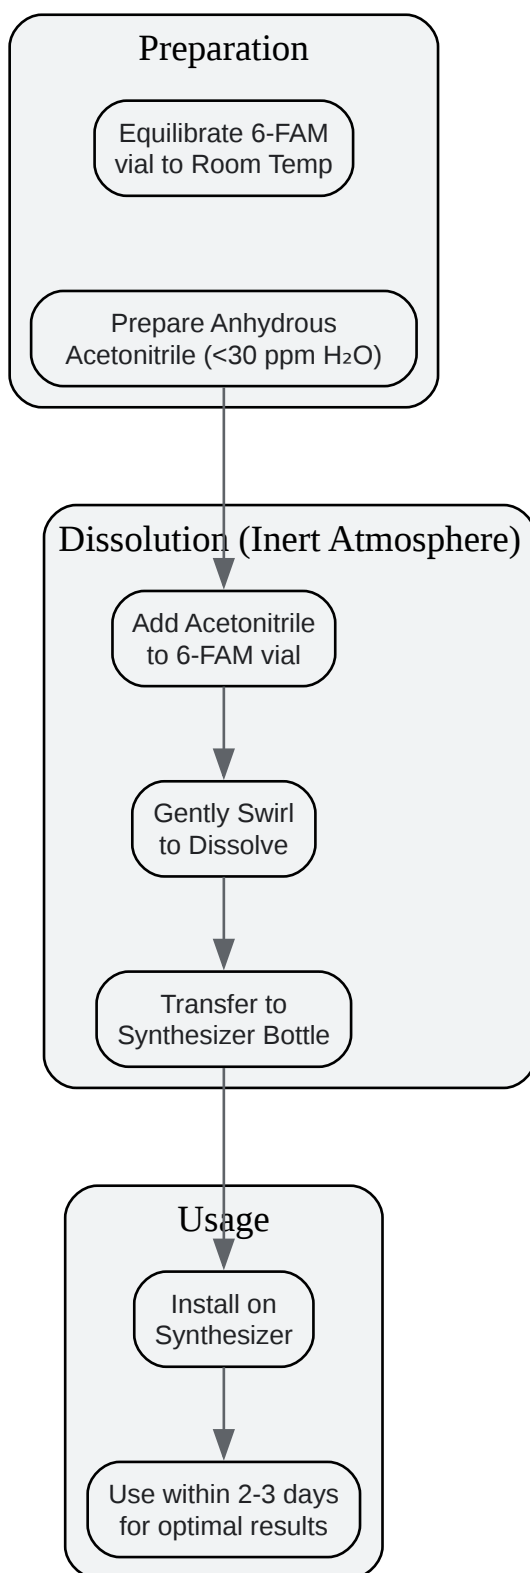 Preparation
Equilibrate 6-FAM
vial to Room Temp
Prepare Anhydrous
Acetonitrile (<30 ppm H₂O)
Dissolution (Inert Atmosphere)
Add Acetonitrile
to 6-FAM vial
Gently Swirl
to Dissolve
Transfer to
Synthesizer Bottle
Usage
Install on
Synthesizer
Use within 2-3 days
for optimal results